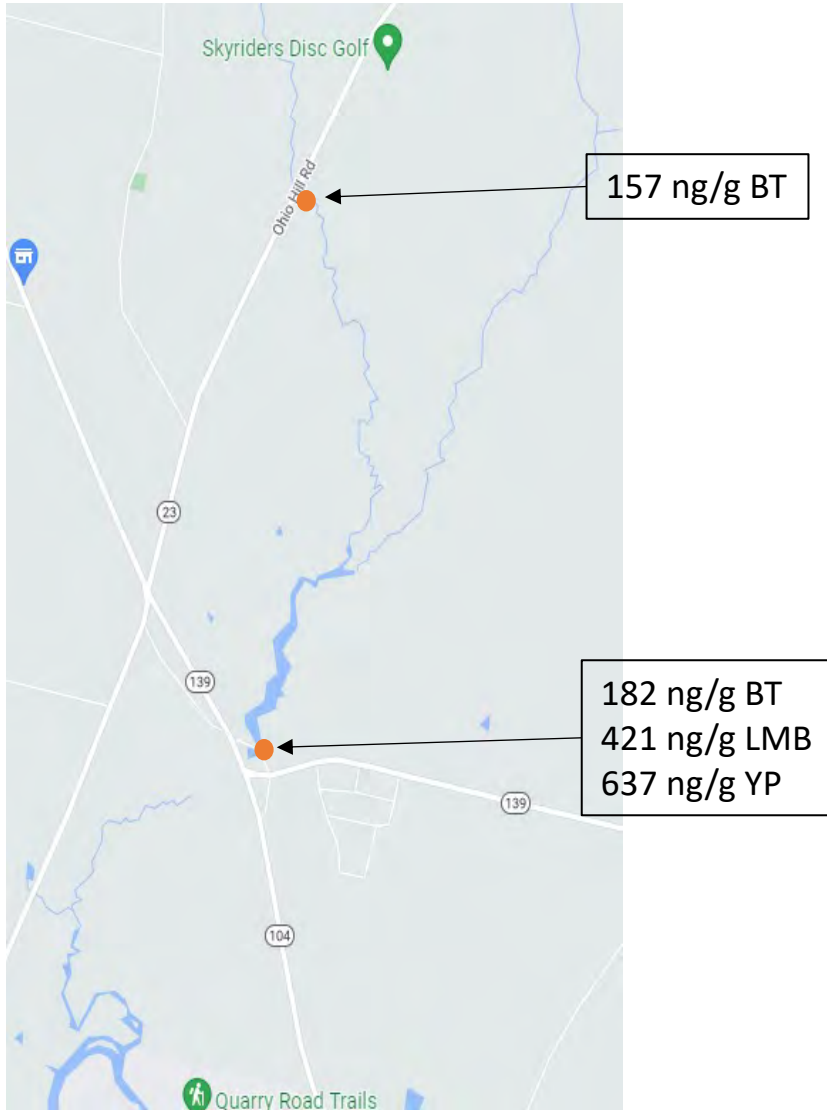 Skyriders Disc Golf
Ohio Hill Rd
157 ng/g BT
23
139
182 ng/g BT
421 ng/g LMB
637 ng/g YP
139
104
Quarry Road Trails